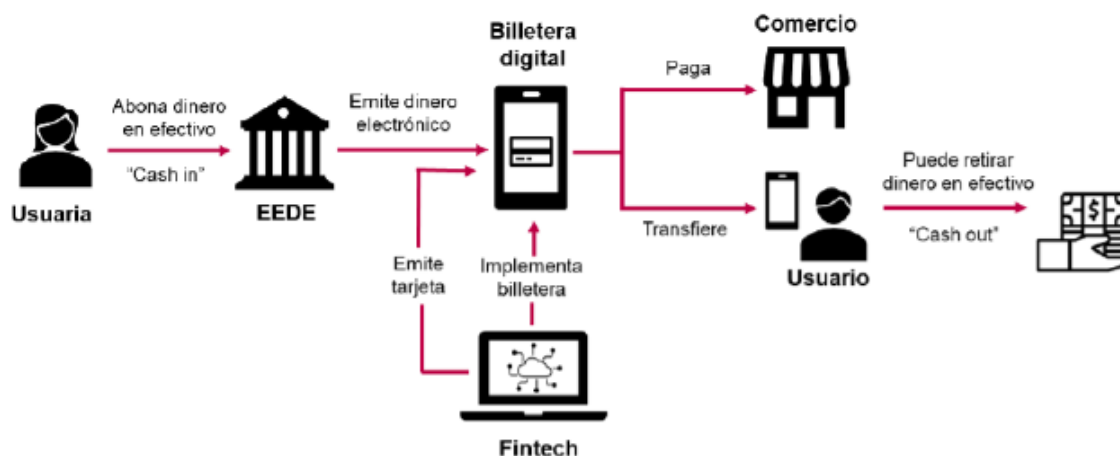 Usuaria
Abona dinero
en efectivo
“Cash in”
EEDE
Emite dinero
electrónico
Billetera
digital
Emite
tarjeta
Implementa
billetera
Fintech
Paga
Comercio
Transfiere
Usuario
Puede retirar
dinero en efectivo
“Cash out”
$